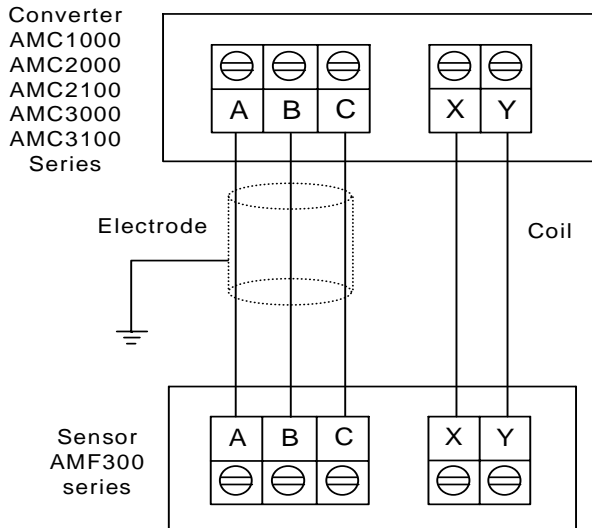 Converter
AMC1000
AMC2000
AMC2100
AMC3000
AMC3100
Series
A B C X Y
Electrode
Coil
Sensor
AMF300
series
A B C X Y